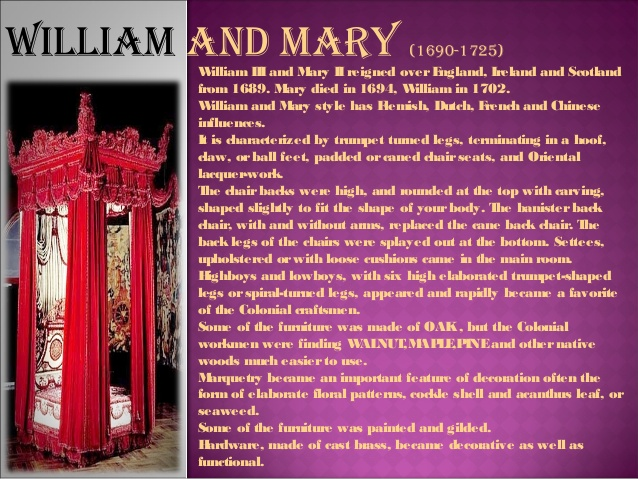 WILLIAM AND MARY (1690-1725)
William III and Mary II reigned over England, Ireland and Scotland
from 1689. Mary died in 1694, William in 1702.
William and Mary style has Flemish, Dutch, French and Chinese
influences.
It is characterized by trumpet turned legs, terminating in a hoof,
claw, or ball feet, padded or caned chair seats, and Oriental
lacquer-work.
The chair backs were high, and rounded at the top with carving,
shaped slightly to fit the shape of your body. The banister back
chair, with and without arms, replaced the cane back chair. The
back legs of the chairs were splayed out at the bottom. Settees,
upholstered or with loose cushions came in the main room.
Highboys and lowboys, with six high elaborated trumpet-shaped
legs or spiral-turned legs, appeared and rapidly became a favorite
of the Colonial craftsmen.
Some of the furniture was made of OAK, but the Colonial
workmen were finding WALNUT,MAPLE,PINE and other native
woods much easier to use.
Marquetry became an important feature of decoration often the
form of elaborate floral patterns, cockle shell and acanthus leaf, or
seaweed.
Some of the furniture was painted and gilded.
Hardware, made of cast brass, became decorative as well as
functional.